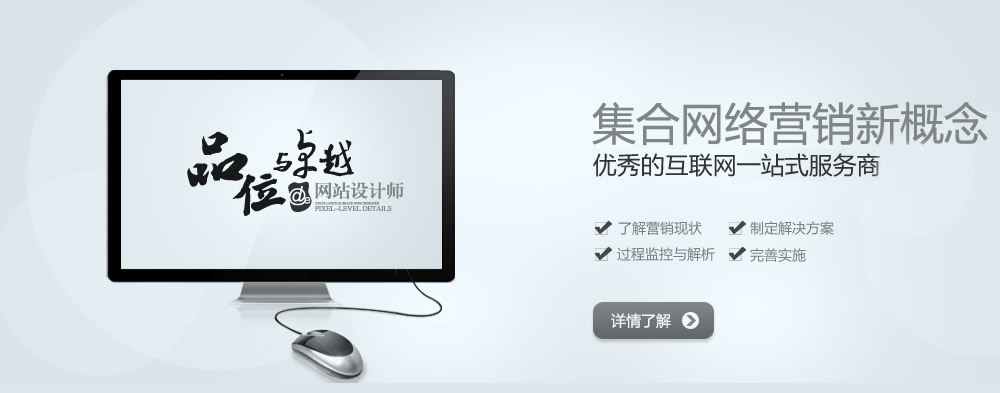 品位与卓越
@
网站设计师
PIXEL-LEVEL DETAILS
集合网络营销新概念
优秀的互联网一站式服务商
了解营销现状
制定解决方案
过程监控与解析
完善实施
详情了解